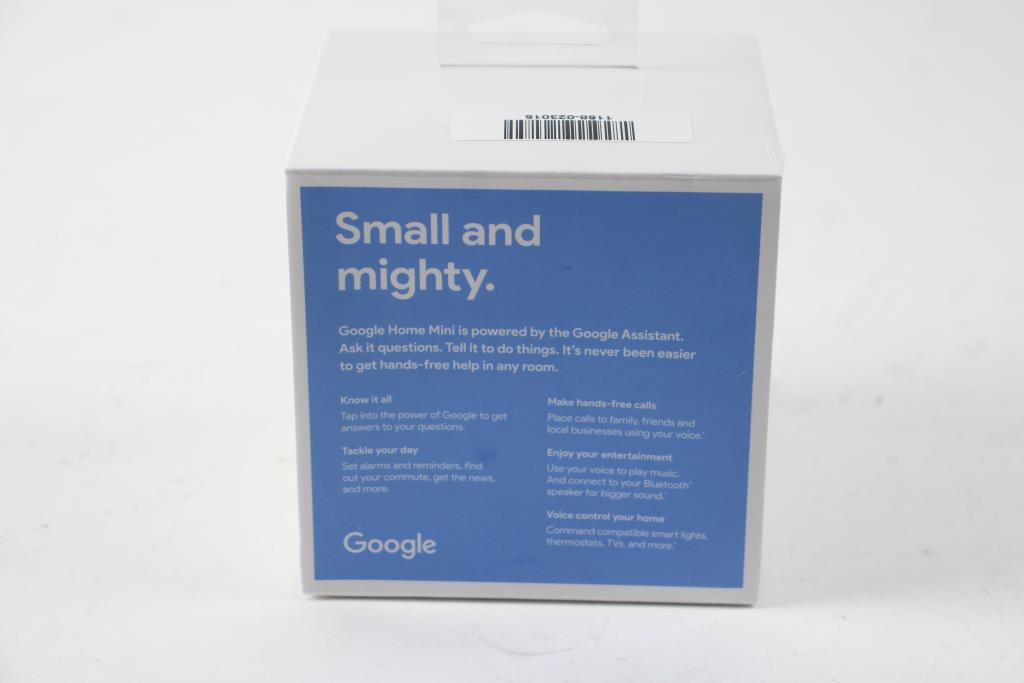 1158-023015
Small and
mighty.
Google Home Mini is powered by the Google Assistant.
Ask it questions. Tell it to do things. It's never been easier
to get hands-free help in any room.
Know it all
Tap into the power of Google to get
answers to your questions.
Tackle your day
Set alarms and reminders, find
out your commute, get the news,
and more.
Make hands-free calls
Place calls to family, friends and
local businesses using your voice.*
Enjoy your entertainment
Use your voice to play music.
And connect to your Bluetooth®
speaker for bigger sound.*
Voice control your home
Command compatible smart lights,
thermostats, TVs, and more.*
Google